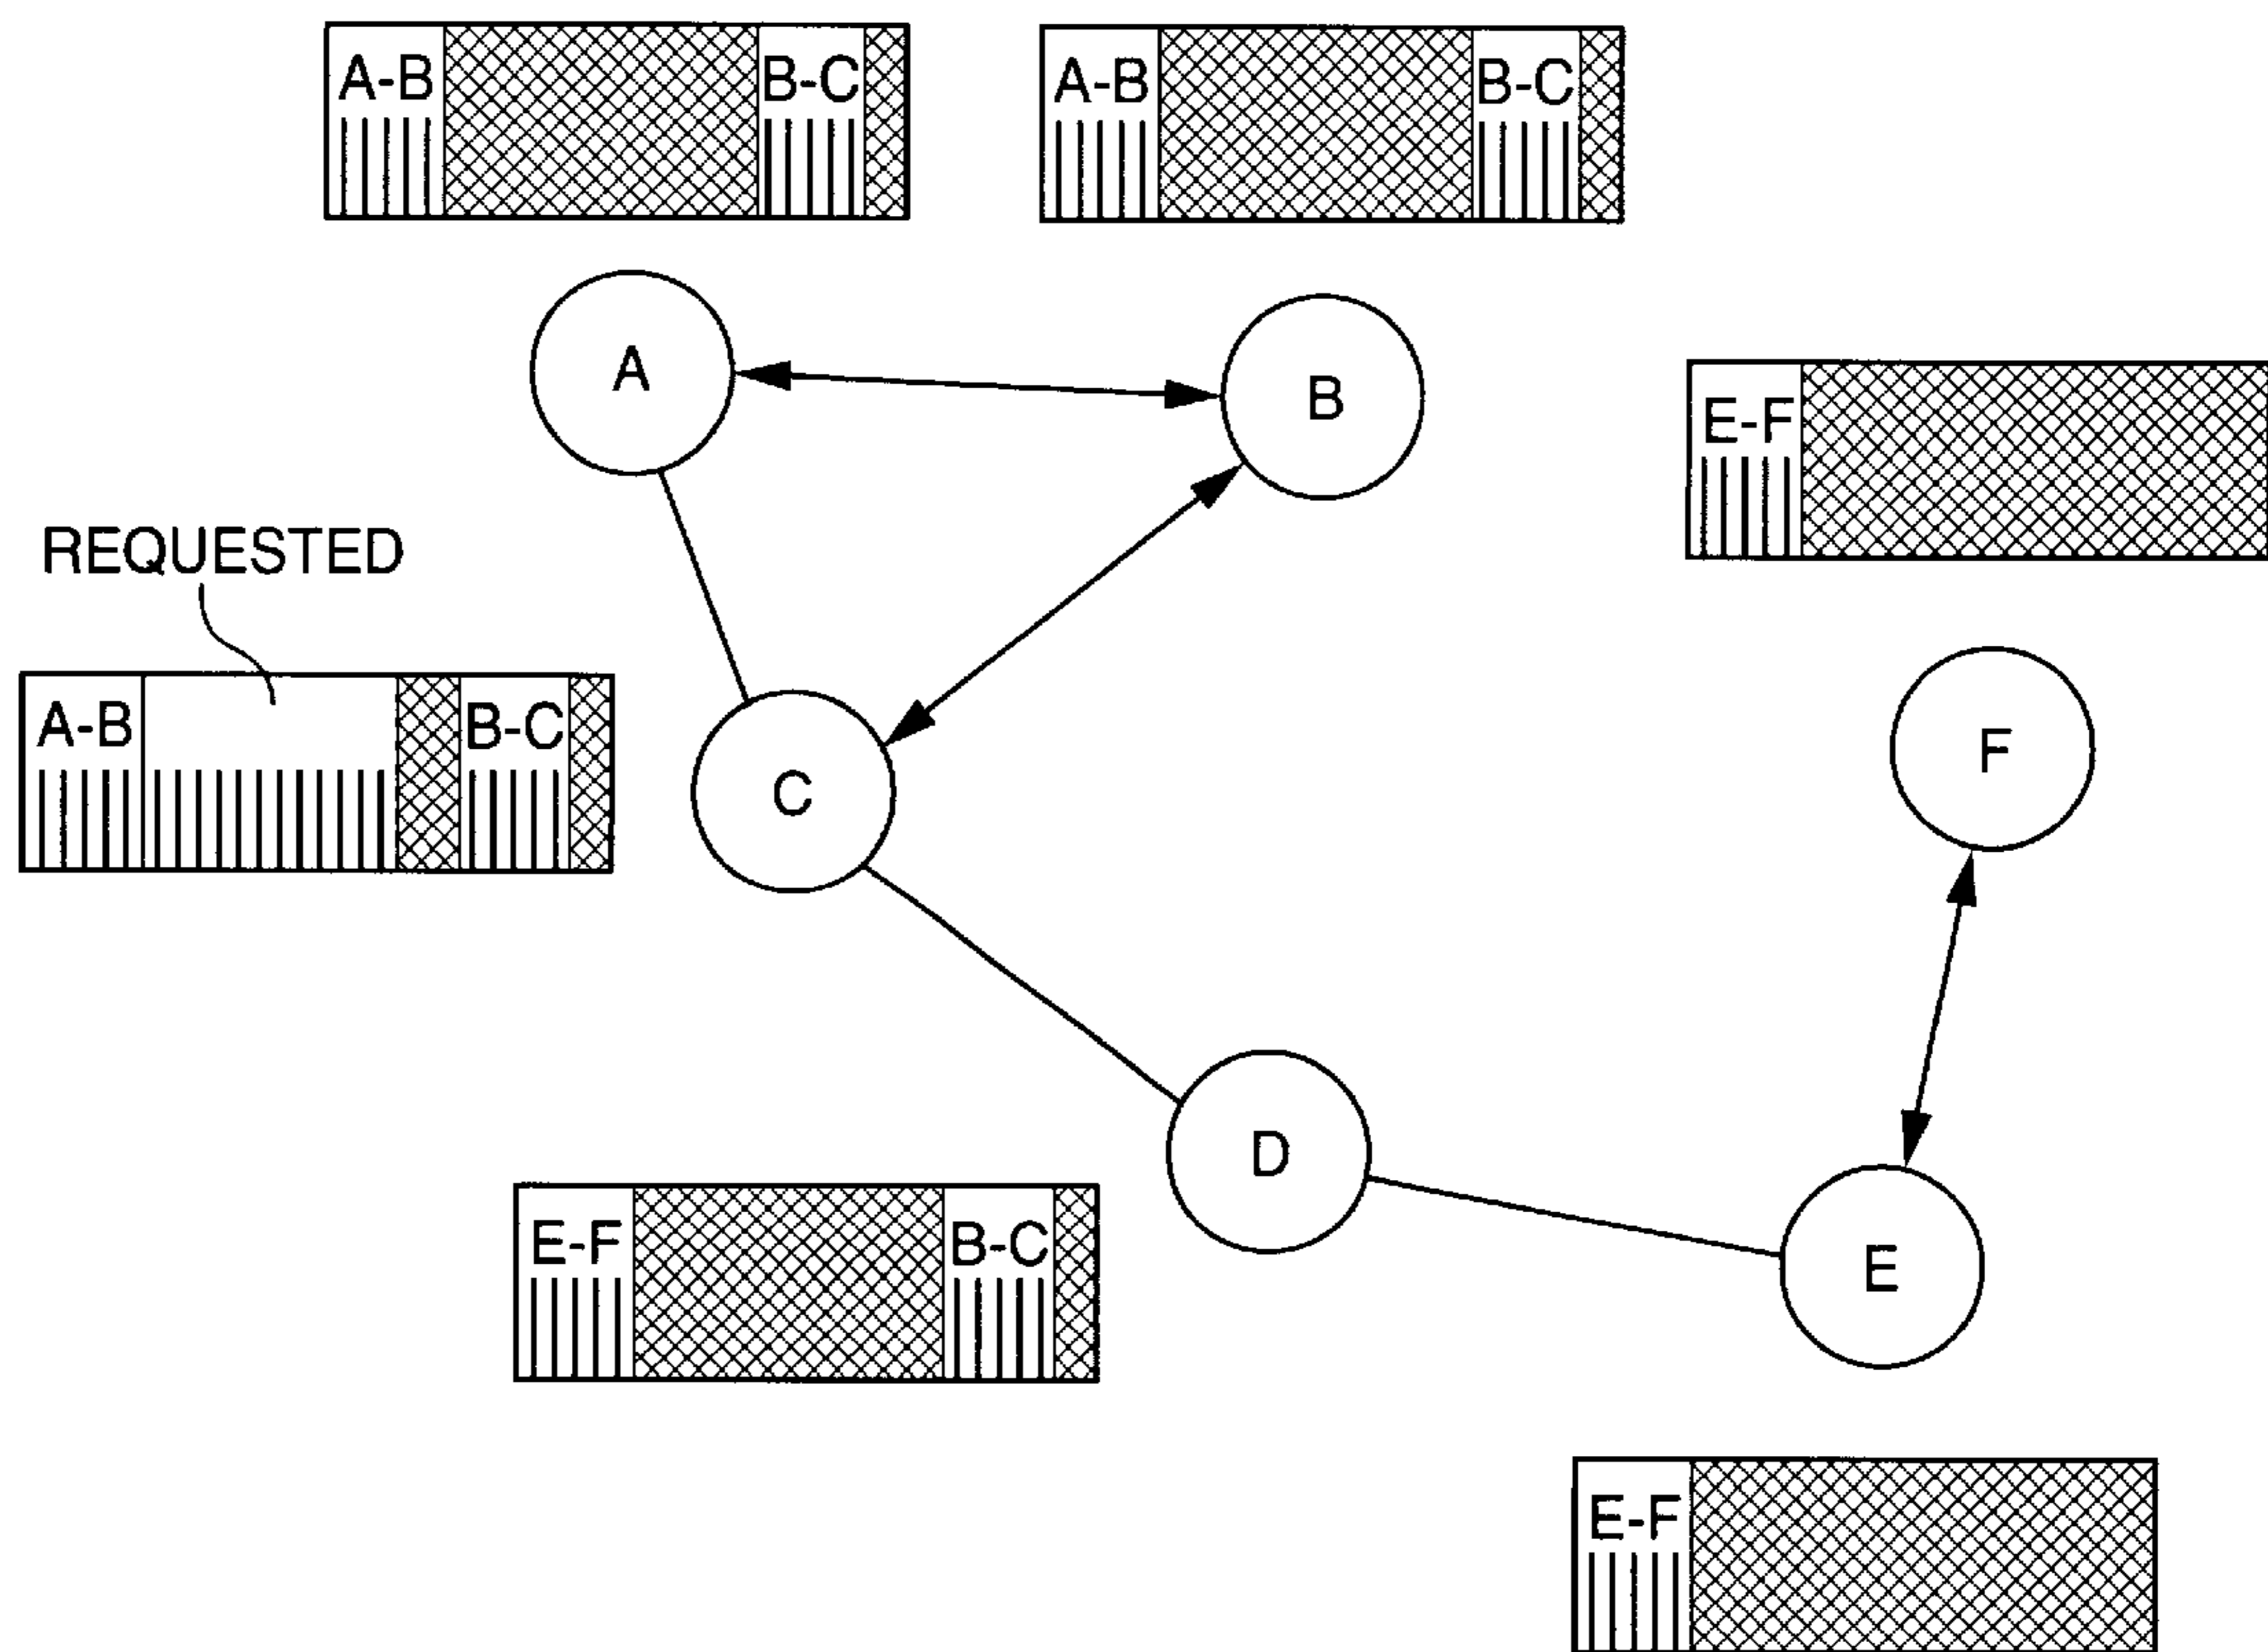 A-B B-C
A-B B-C
A
B
E-F
REQUESTED
A-B B-C
F
C
D
E-F B-C
E
E-F